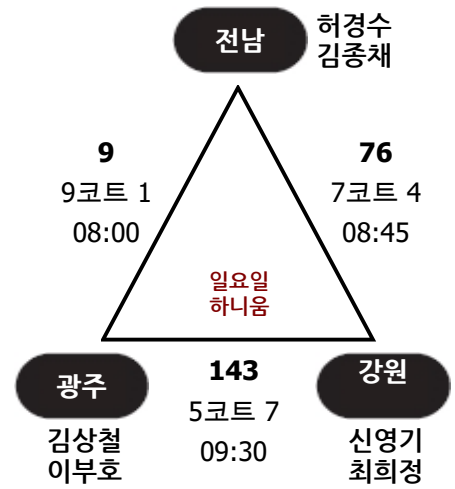 전남
허경수
김종채
9
9코트 1
08:00
76
7코트 4
08:45
일요일
하니움
광주
김상철
이부호
143
5코트 7
09:30
강원
신영기
최희정